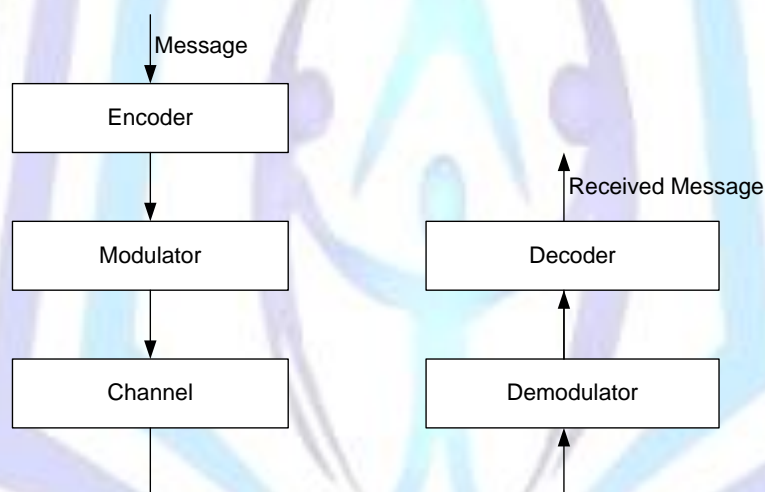 Message
Encoder
Received Message
Modulator
Decoder
Channel
Demodulator